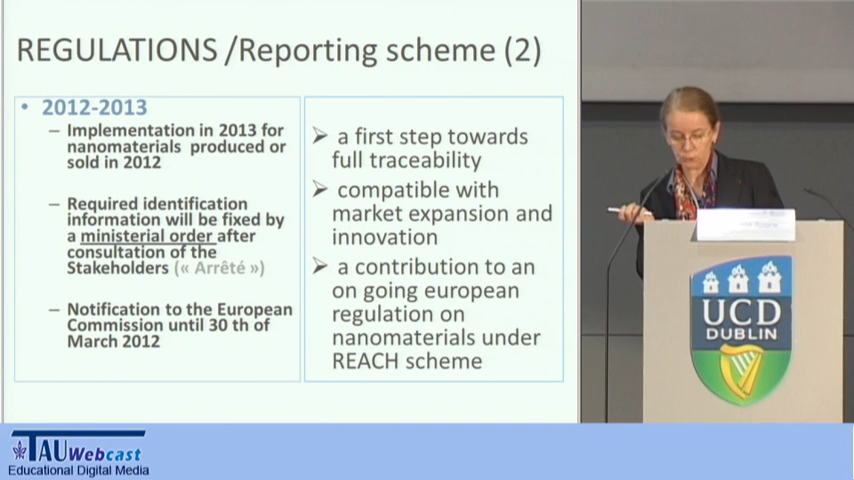 REGULATIONS /Reporting scheme (2)
• 2012-2013
– Implementation in 2013 for
nanomaterials produced or
sold in 2012
– Required identification
information will be fixed by
a ministerial order after
consultation of the
Stakeholders (« Arrêté »)
– Notification to the European
Commission until 30 th of
March 2012
➢ a first step towards
full traceability
➢ compatible with
market expansion and
innovation
➢ a contribution to an
on going european
regulation on
nanomaterials under
REACH scheme
UCD
DUBLIN
TAU Webcast
Educational Digital Media